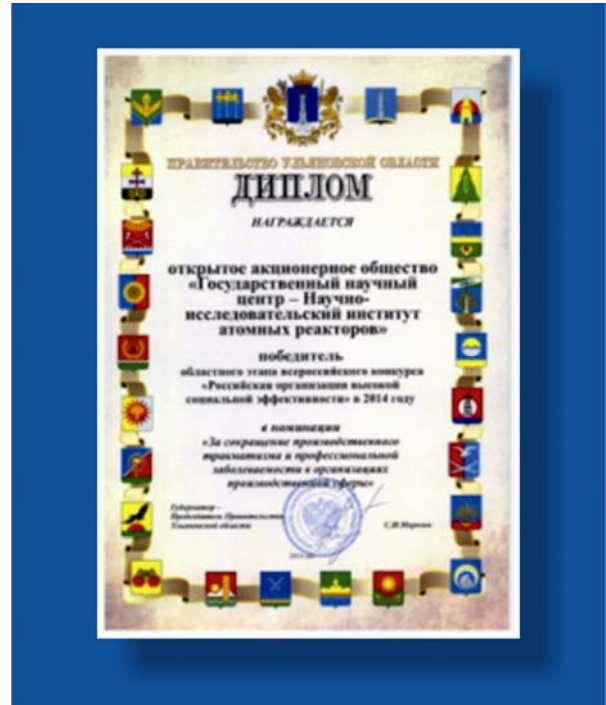 ПРАВИТЕЛЬСТВО УЛЬЯНОВСКОЙ ОБЛАСТИ
ДИПЛОМ
НАГРАЖДАЕТСЯ
открытое акционерное общество
«Государственный научный
центр – Научно-
исследовательский институт
атомных реакторов»
победитель
областного этапа всероссийского конкурса
«Российская организация высокой
социальной эффективности» в 2014 году
в номинации
«За сокращение производственного
травматизма и профессиональной
заболеваемости в организациях
производственной сферы»
Губернатор –
Председатель Правительства
Ульяновской области
С.И.Морозов